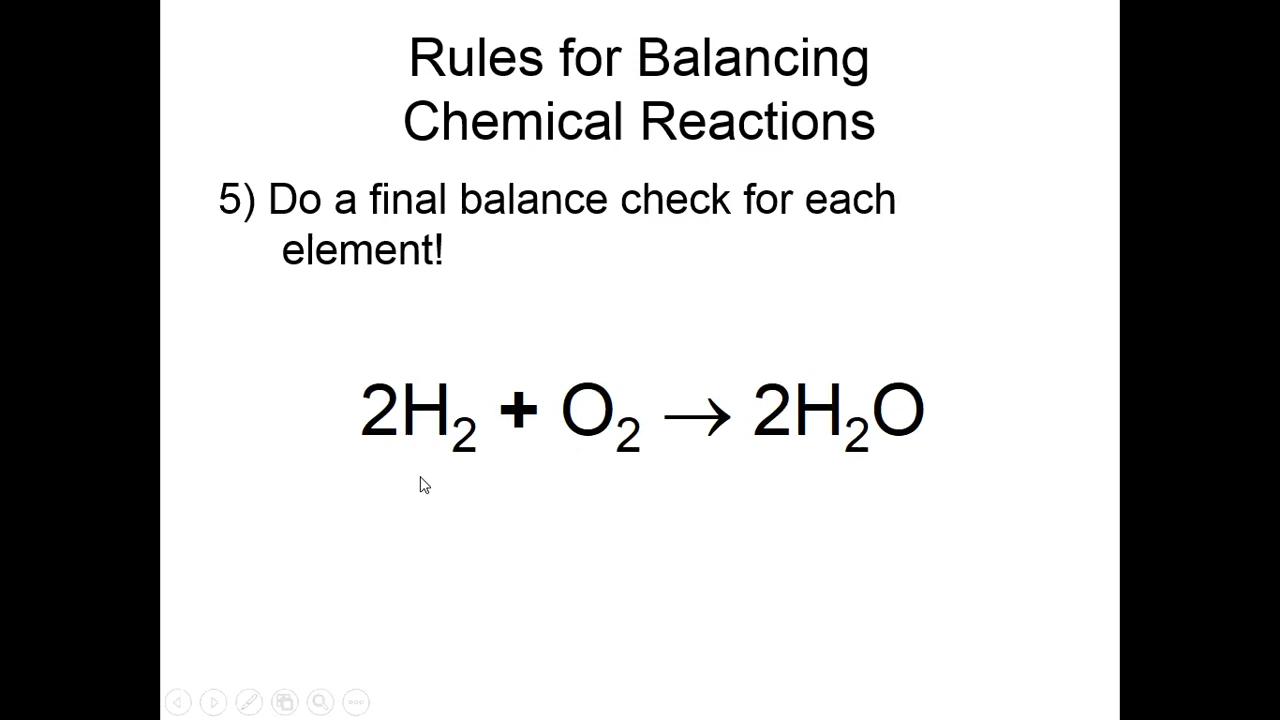 Rules for Balancing
Chemical Reactions
5) Do a final balance check for each
element!
2H₂ + O₂ → 2H₂O